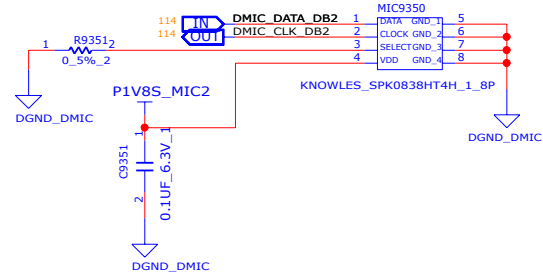 MIC9350
114 IN DMIC_DATA_DB2 1 DATA GND_1 5
114 OUT DMIC_CLK_DB2 2 CLOCK GND_2 6
1 R9351 2 3 SELECT GND_3 7
0_5%_2 4 VDD GND_4 8
P1V8S_MIC2 KNOWLES_SPK0838HT4H_1_8P
DGND_DMIC
DGND_DMIC
1
C9351
0.1UF_6.3V_1
2
DGND_DMIC